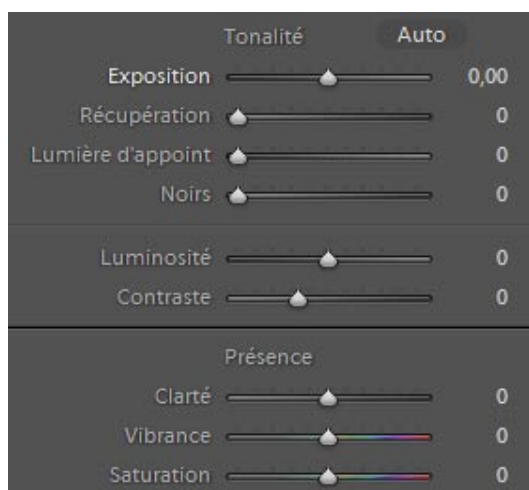 Tonalité Auto
Exposition 0,00
Récupération 0
Lumière d'appoint 0
Noirs 0
Luminosité 0
Contraste 0
Présence
Clarté 0
Vibrance 0
Saturation 0